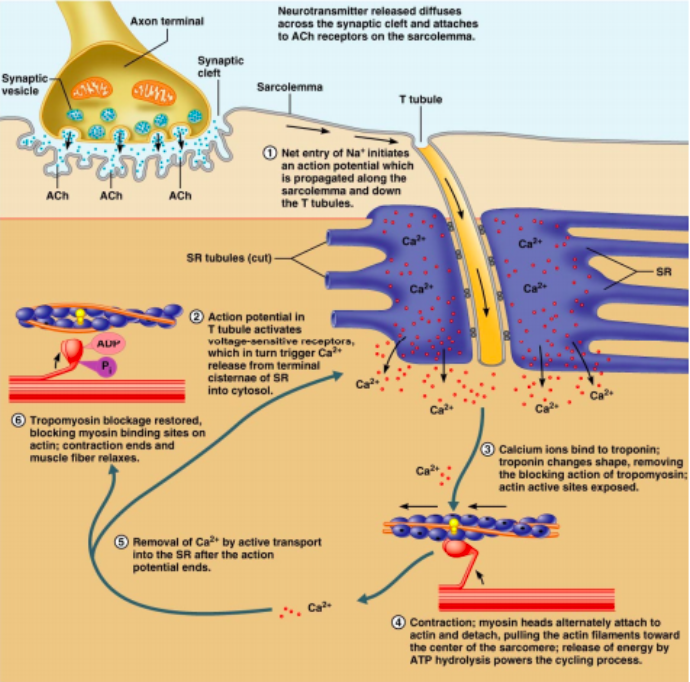 Neurotransmitter released diffuses
across the synaptic cleft and attaches
to ACh receptors on the sarcolemma.
Axon terminal
Synaptic
cleft
Synaptic
vesicle
Sarcolemma
T tubule
① Net entry of Na⁺ initiates
an action potential which
is propagated along the
sarcolemma and down
the T tubules.
ACh
ACh
ACh
Ca²⁺
Ca²⁺
SR tubules (cut)
SR
Ca²⁺
Ca²⁺
② Action potential in
T tubule activates
voltage-sensitive receptors,
which in turn trigger Ca²⁺
release from terminal
cisternae of SR
into cytosol.
ADP
Pᵢ
Ca²⁺
Ca²⁺
Ca²⁺
Ca²⁺
⑥ Tropomyosin blockage restored,
blocking myosin binding sites on
actin; contraction ends and
muscle fiber relaxes.
③ Calcium ions bind to troponin;
troponin changes shape, removing
the blocking action of tropomyosin;
actin active sites exposed.
Ca²⁺
⑤ Removal of Ca²⁺ by active transport
into the SR after the action
potential ends.
Ca²⁺
④ Contraction; myosin heads alternately attach to
actin and detach, pulling the actin filaments toward
the center of the sarcomere; release of energy by
ATP hydrolysis powers the cycling process.